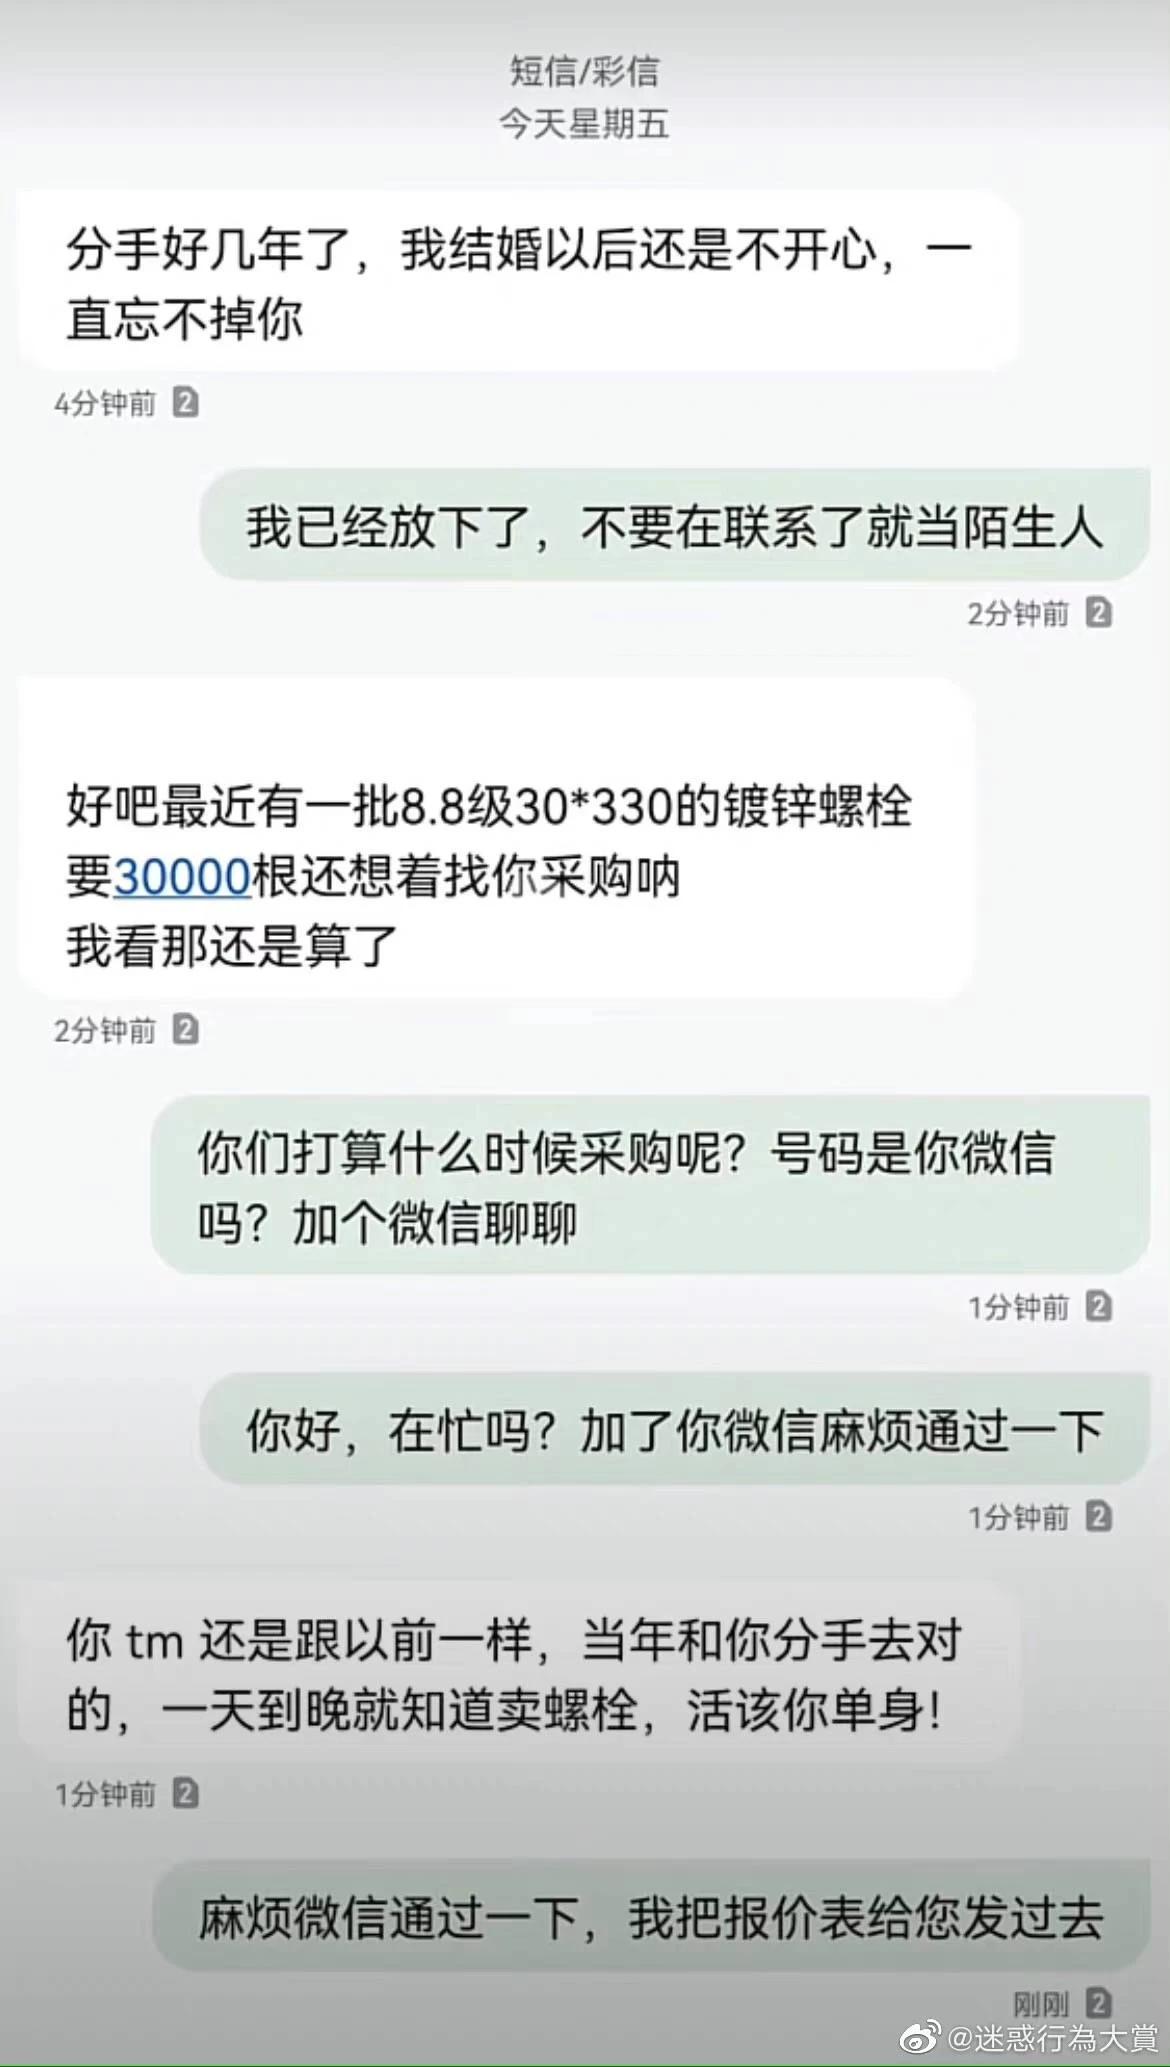 短信/彩信
今天星期五
分手好几年了，我结婚以后还是不开心，一
直忘不掉你
4分钟前 2
我已经放下了，不要在联系了就当陌生人
2分钟前 2
好吧最近有一批8.8级30*330的镀锌螺栓
要30000根还想着找你采购呐
我看那还是算了
2分钟前 2
你们打算什么时候采购呢？号码是你微信
吗？加个微信聊聊
1分钟前 2
你好，在忙吗？加了你微信麻烦通过一下
1分钟前 2
你 tm 还是跟以前一样，当年和你分手去对
的，一天到晚就知道卖螺栓，活该你单身！
1分钟前 2
麻烦微信通过一下，我把报价表给您发过去
刚刚 2
@迷惑行為大賞